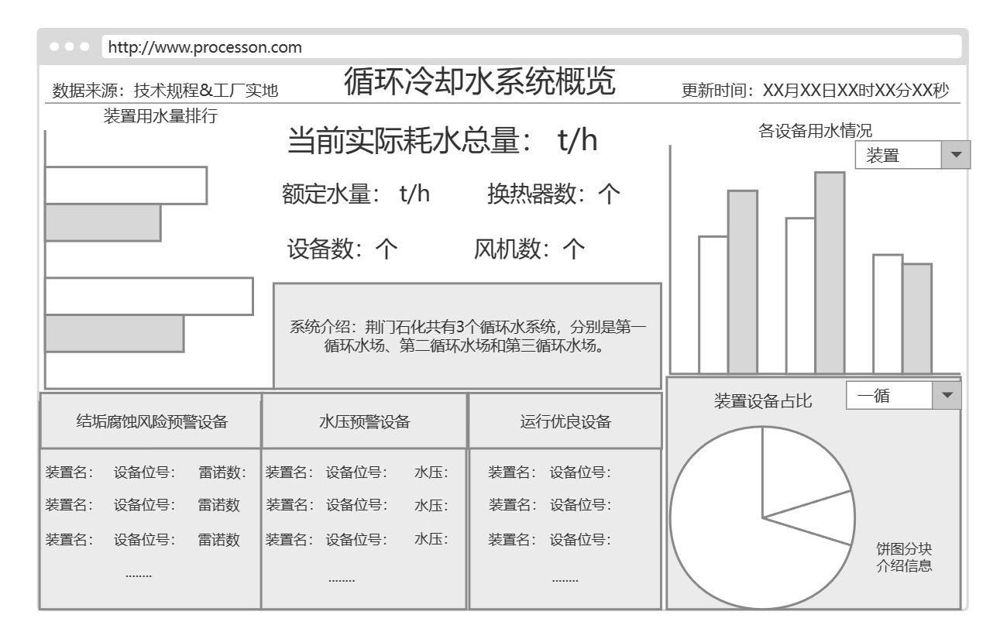 http://www.processon.com
数据来源：技术规程&工厂实地
循环冷却水系统概览
更新时间：XX月XX日XX时XX分XX秒
装置用水量排行
当前实际耗水总量： t/h
额定水量： t/h
换热器数：个
设备数：个
风机数：个
系统介绍：荆门石化共有3个循环水系统，分别是第一
循环水场、第二循环水场和第三循环水场。
各设备用水情况
装置
结垢腐蚀风险预警设备
水压预警设备
运行优良设备
装置名： 设备位号： 雷诺数：
装置名： 设备位号： 雷诺数
装置名： 设备位号： 雷诺数
........
装置名： 设备位号： 水压：
装置名： 设备位号： 水压：
装置名： 设备位号： 水压：
........
装置名： 设备位号：
装置名： 设备位号：
装置名： 设备位号：
........
装置设备占比
一循
饼图分块
介绍信息